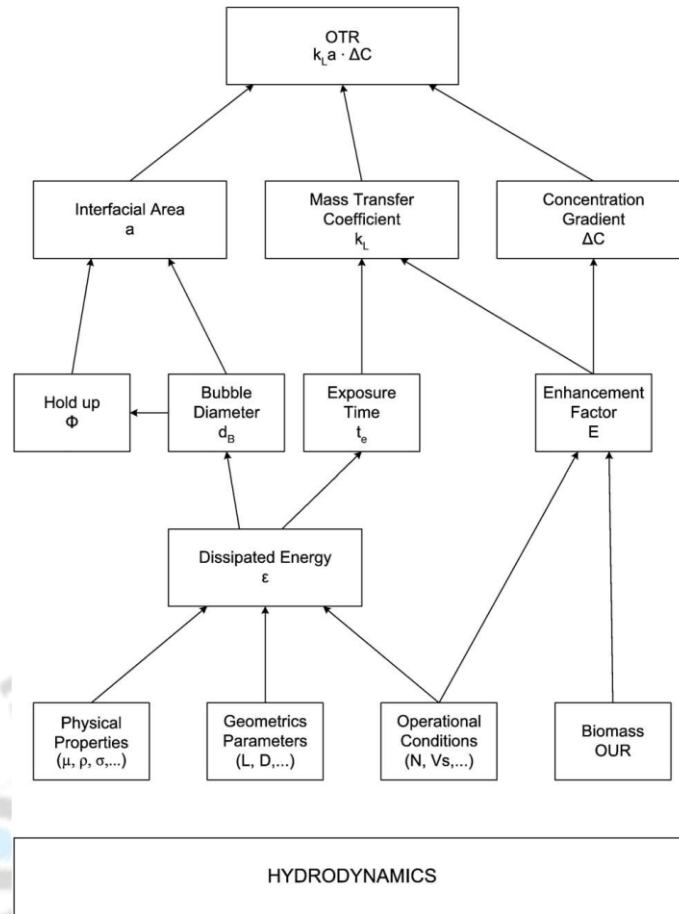 OTR
kLa · ΔC
Interfacial Area
a
Mass Transfer
Coefficient
kL
Concentration
Gradient
ΔC
Hold up
Φ
Bubble
Diameter
dB
Exposure
Time
te
Enhancement
Factor
E
Dissipated Energy
ε
Physical
Properties
(μ, ρ, σ,...)
Geometrics
Parameters
(L, D,...)
Operational
Conditions
(N, Vs,...)
Biomass
OUR
HYDRODYNAMICS